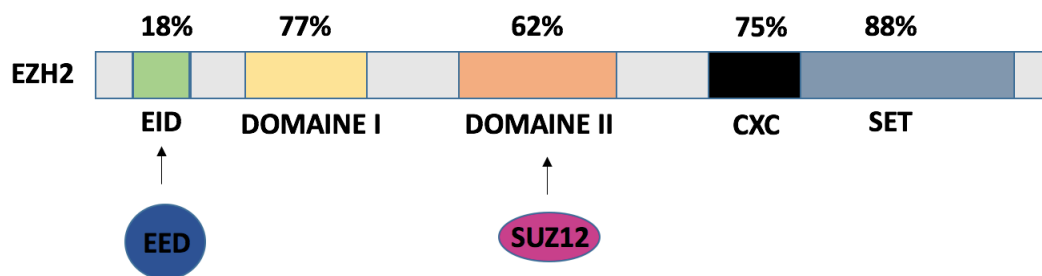 18% 77% 62% 75% 88%
EZH2
EID DOMAINE I DOMAINE II CXC SET
EED SUZ12